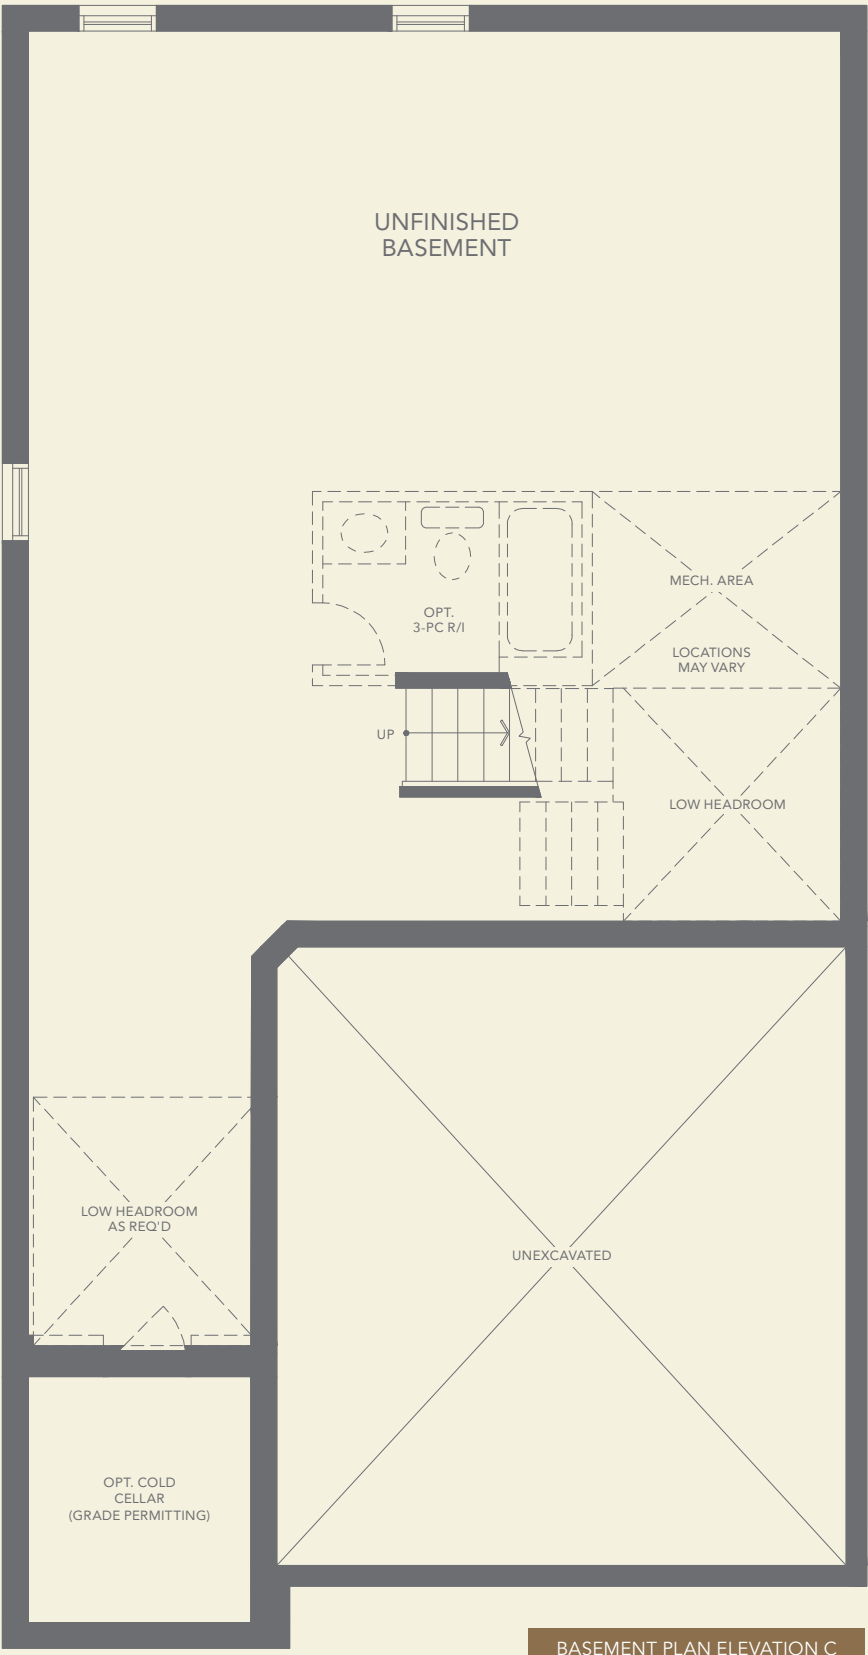 UNFINISHED
BASEMENT
MECH. AREA
OPT.
3-PC R/I
LOCATIONS
MAY VARY
UP
LOW HEADROOM
LOW HEADROOM
AS REQ'D
UNEXCAVATED
OPT. COLD
CELLAR
(GRADE PERMITTING)
BASEMENT PLAN ELEVATION C